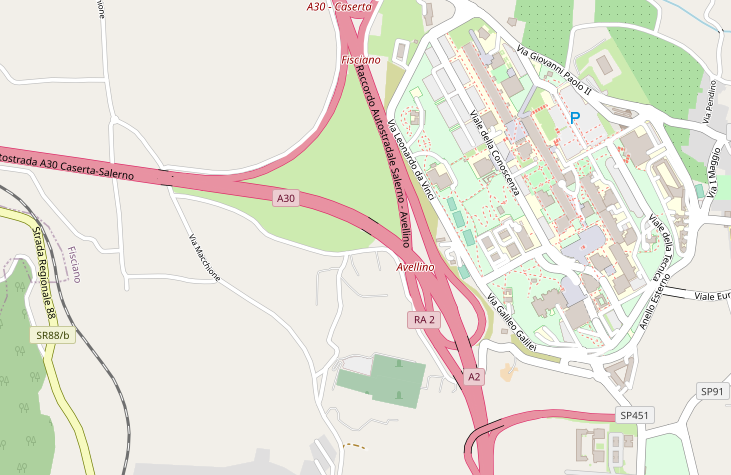 A30 - Caserta
Fisciano
Raccordo Autostradale Salerno - Avellino
Viale Giovanni Paolo II
Via Pendino
P
Via Leonardo da Vinci
Viale della Conoscenza
Via 1 Maggio
tostrada A30 Caserta-Salerno
A30
Strada Regionale 88
Fisciano
Via Macchione
Viale della Tecnica
Avellino
Anello Esterno
Viale Eur
Via Galileo Galilei
RA 2
SR88/b
A2
SP91
SP451